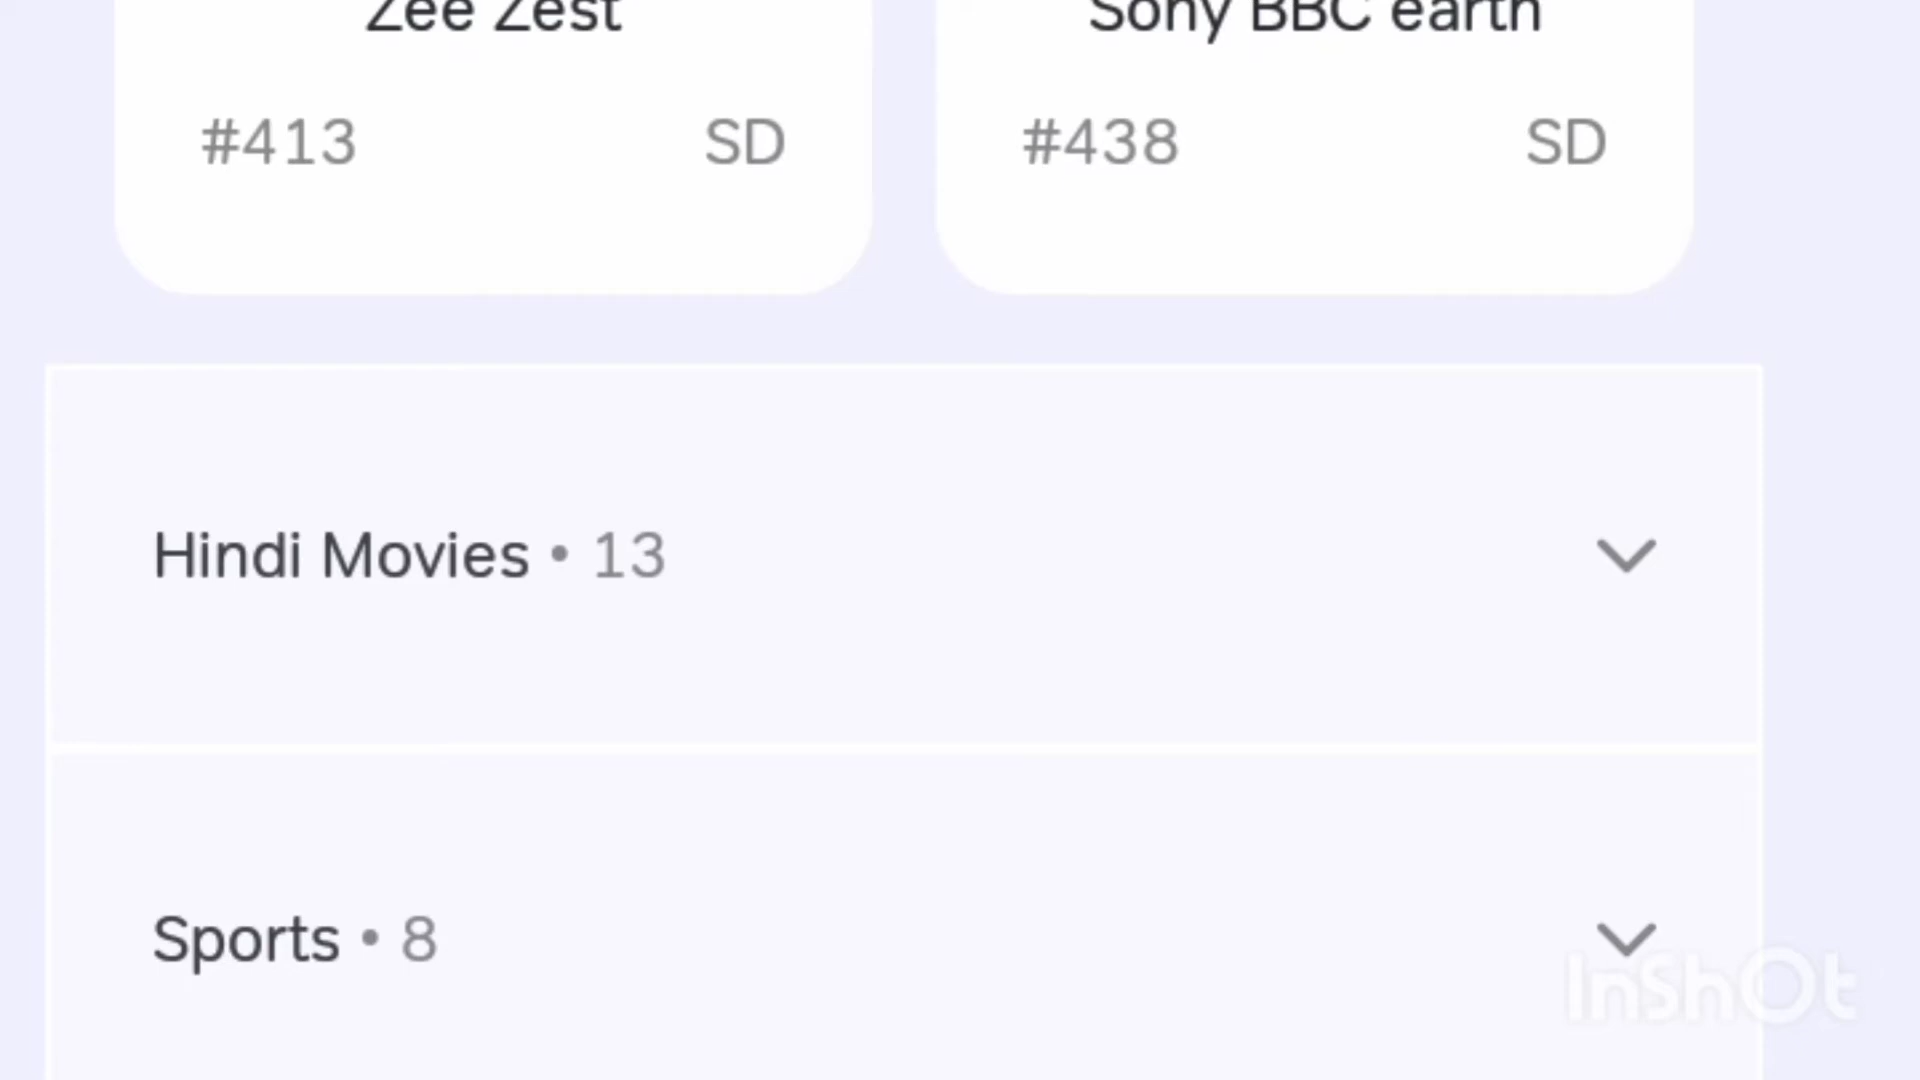 Zee Zest
Sony BBC earth
#413 SD
#438 SD
Hindi Movies • 13
Sports • 8
InShOt